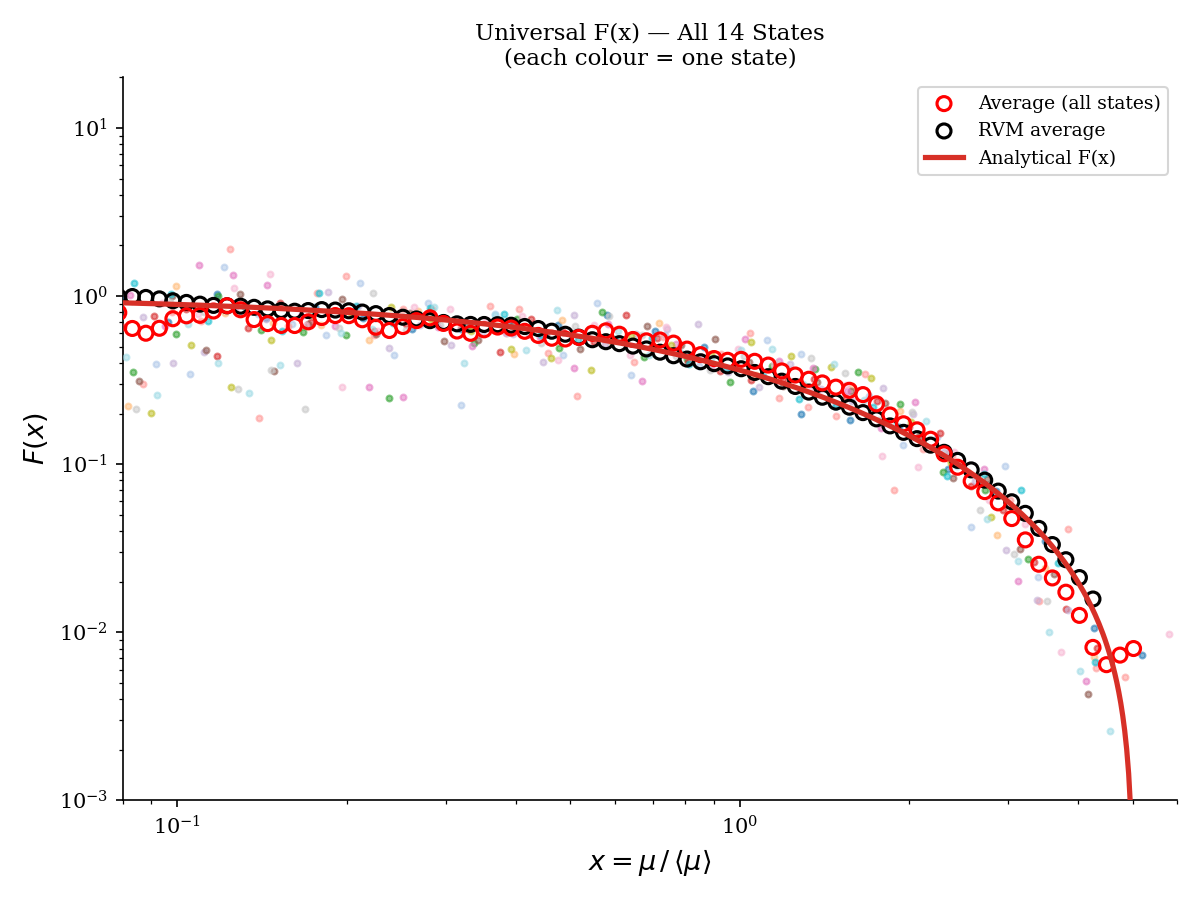 Universal F(x) — All 14 States
(each colour = one state)
Average (all states)
RVM average
Analytical F(x)
F(x)
10¹
10⁰
10⁻¹
10⁻²
10⁻³
10⁻¹
10⁰
x = μ / ⟨μ⟩